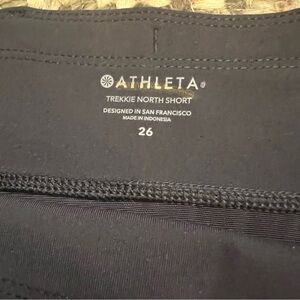 ATHLETA®
TREKKIE NORTH SHORT
DESIGNED IN SAN FRANCISCO
MADE IN INDONESIA
26